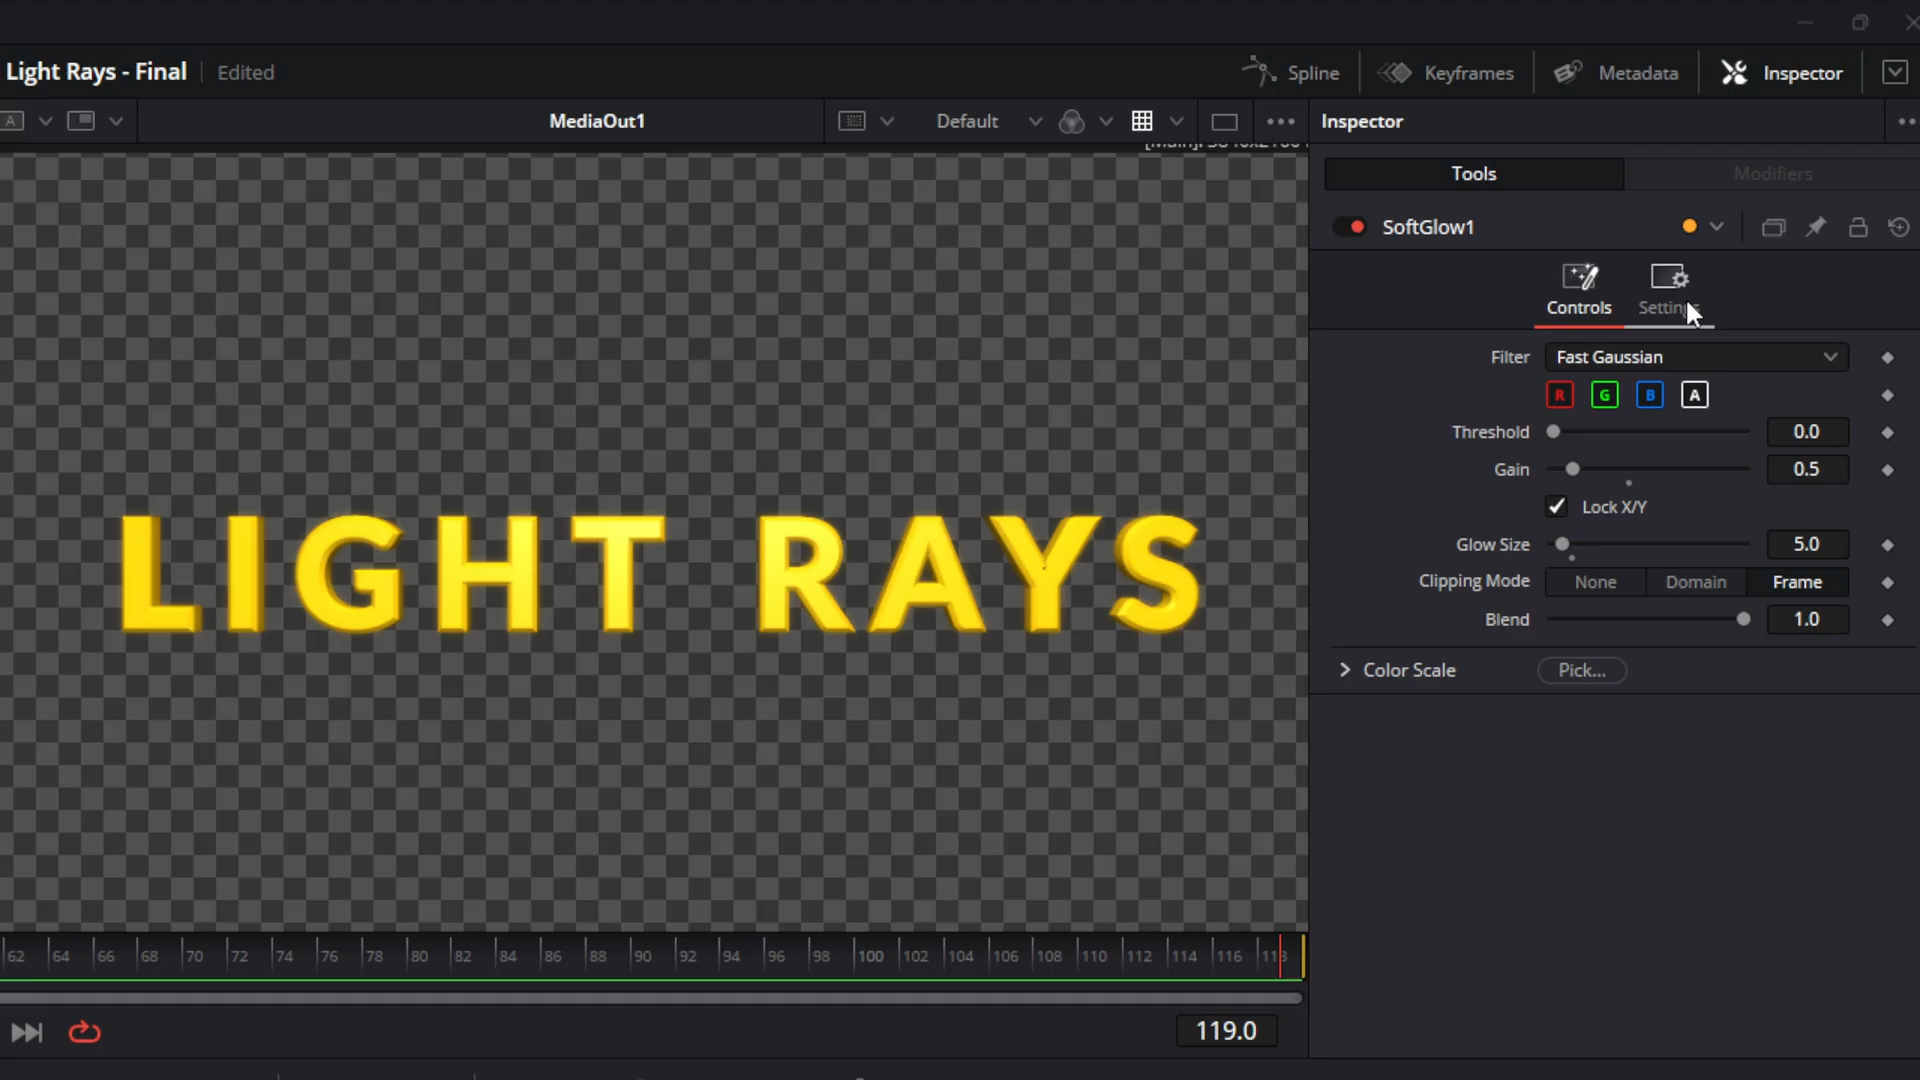 Light Rays - Final Edited
Spline Keyframes Metadata Inspector
A MediaOut1 Default Inspector
Tools Modifiers
SoftGlow1
Controls Settings
Filter Fast Gaussian
R G B A
Threshold 0.0
Gain 0.5
Lock X/Y
Glow Size 5.0
Clipping Mode None Domain Frame
Blend 1.0
Color Scale Pick...
LIGHT RAYS
62 64 66 68 70 72 74 76 78 80 82 84 86 88 90 92 94 96 98 100 102 104 106 108 110 112 114 116 118
119.0